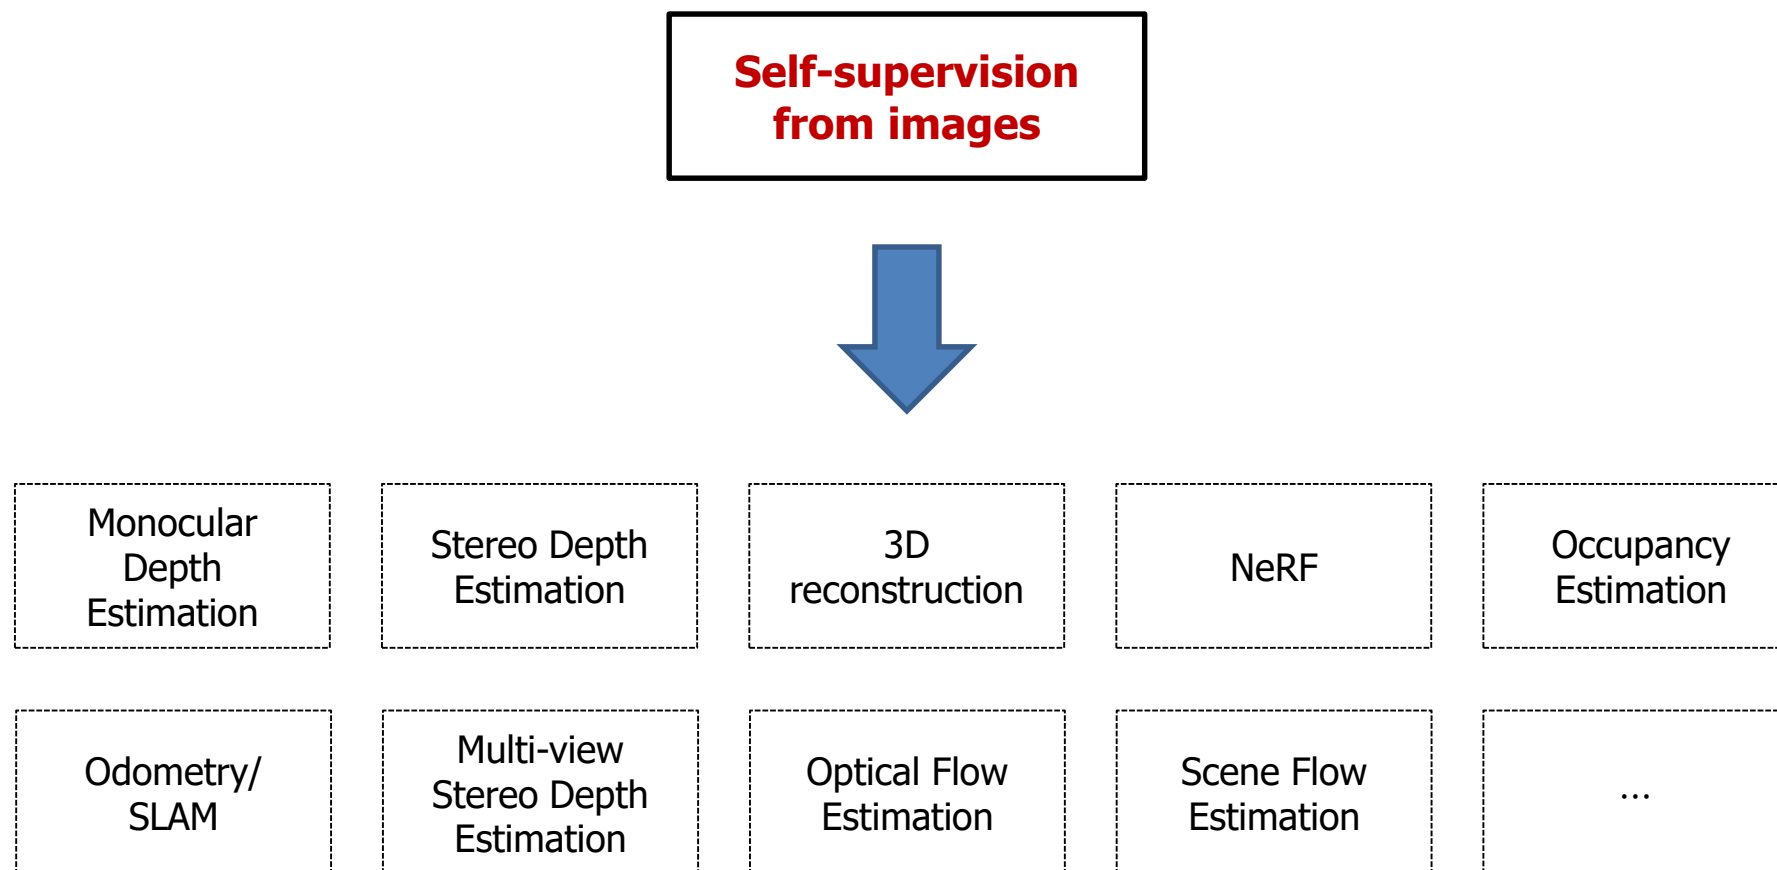 Self-supervision
from images
Monocular
Depth
Estimation
Stereo Depth
Estimation
3D
reconstruction
NeRF
Occupancy
Estimation
Odometry/
SLAM
Multi-view
Stereo Depth
Estimation
Optical Flow
Estimation
Scene Flow
Estimation
...